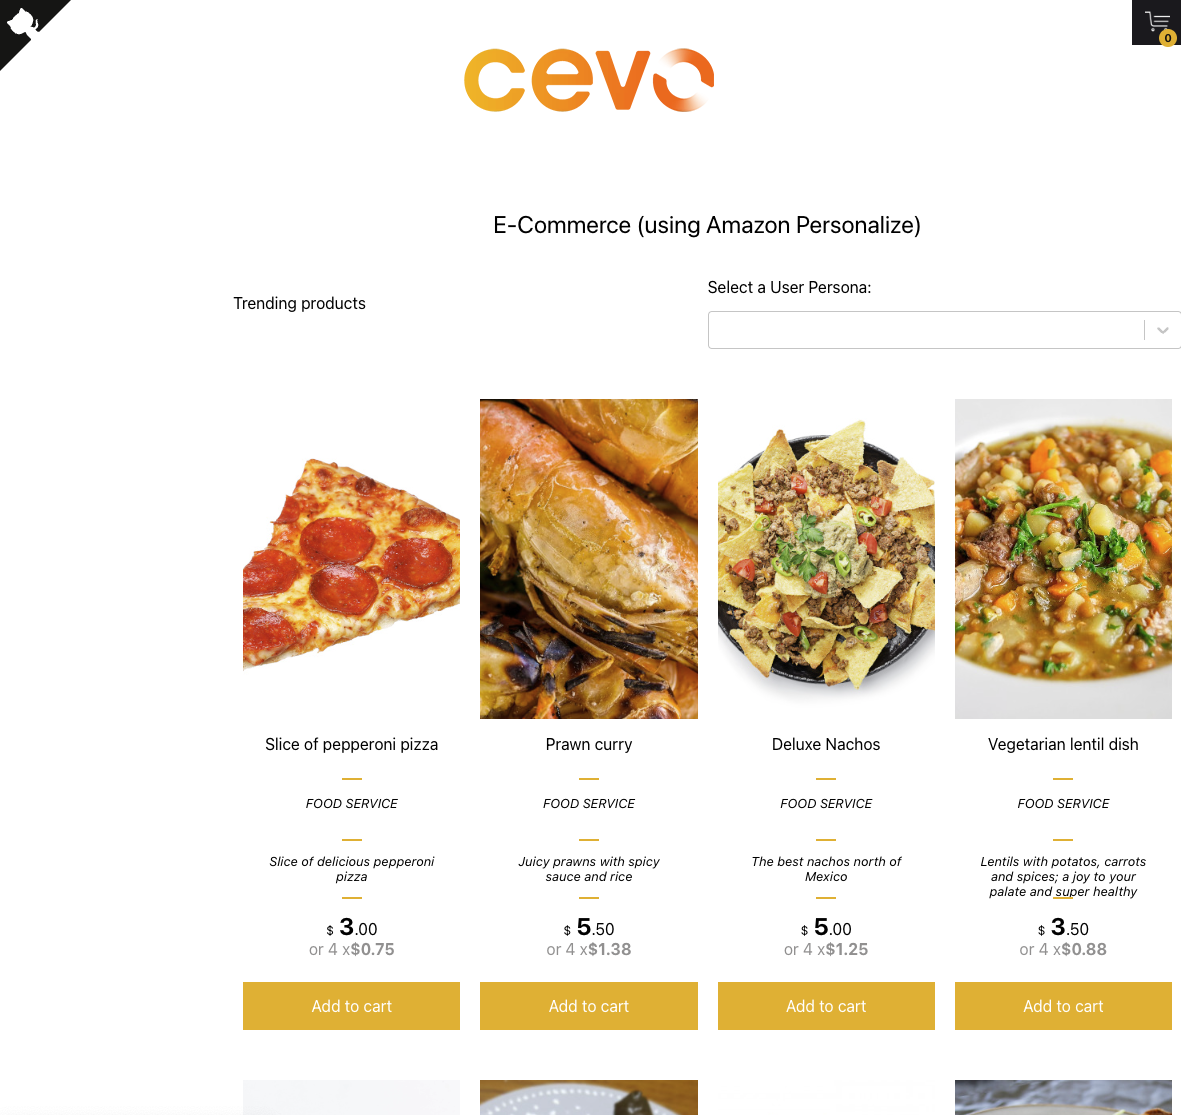 0
cevo
E-Commerce (using Amazon Personalize)
Trending products
Select a User Persona:
Slice of pepperoni pizza
FOOD SERVICE
Slice of delicious pepperoni
pizza
$ 3.00
or 4 x$0.75
Add to cart
Prawn curry
FOOD SERVICE
Juicy prawns with spicy
sauce and rice
$ 5.50
or 4 x$1.38
Add to cart
Deluxe Nachos
FOOD SERVICE
The best nachos north of
Mexico
$ 5.00
or 4 x$1.25
Add to cart
Vegetarian lentil dish
FOOD SERVICE
Lentils with potatos, carrots
and spices; a joy to your
palate and super healthy
$ 3.50
or 4 x$0.88
Add to cart